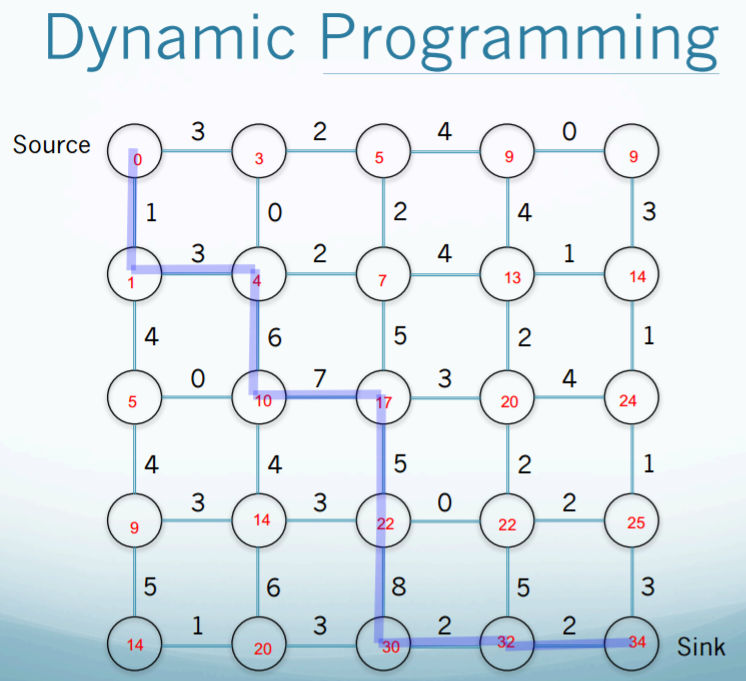 Dynamic Programming
Source
3 2 4 0
0 3 5 9 9
1 0 2 4 3
3 2 4 1
1 4 7 13 14
4 6 5 2 1
0 7 3 4
5 10 17 20 24
4 4 5 2 1
3 3 0 2
9 14 22 22 25
5 6 8 5 3
1 3 2 2
14 20 30 32 34
Sink